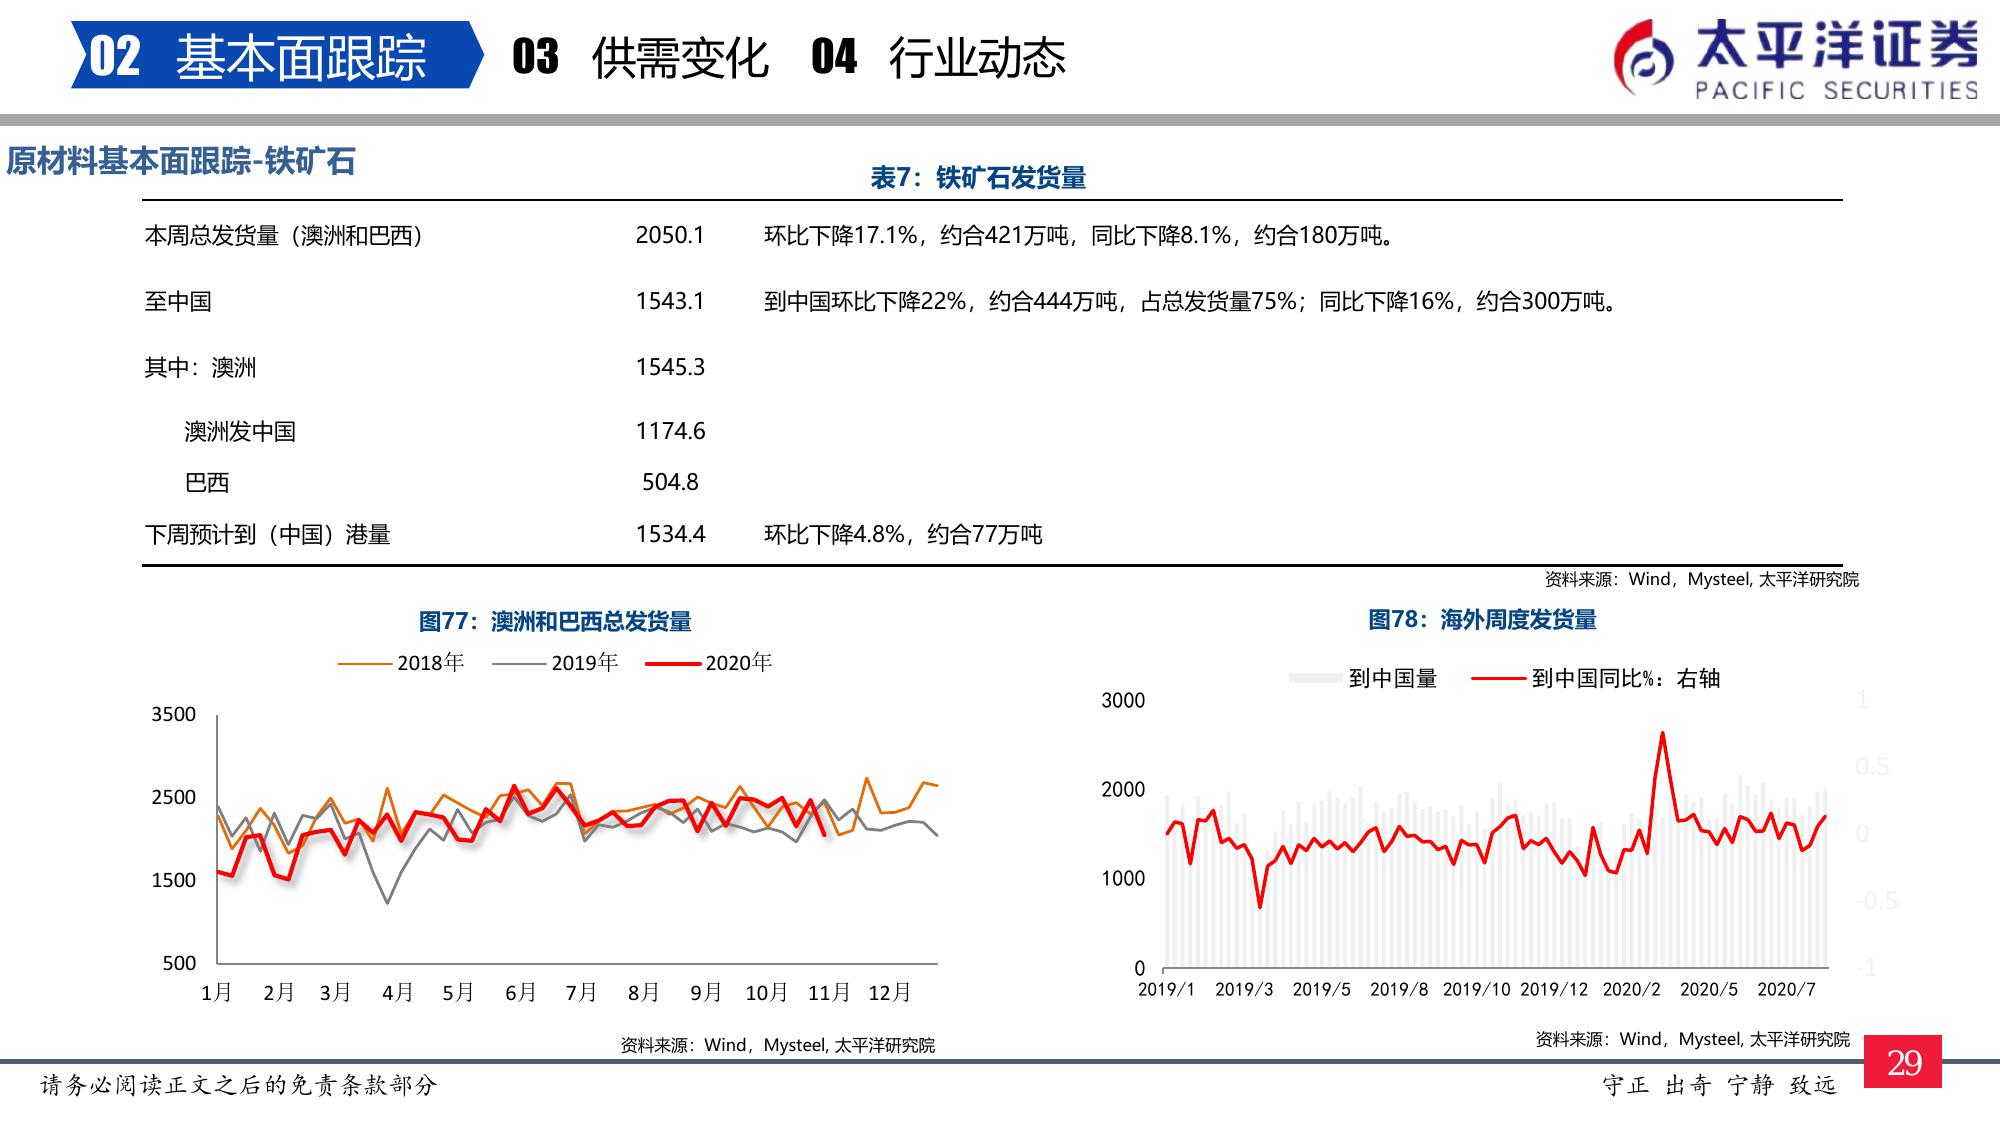 02 基本面跟踪 03 供需变化 04 行业动态
太平洋证券
PACIFIC SECURITIES
原材料基本面跟踪-铁矿石
表7：铁矿石发货量
本周总发货量（澳洲和巴西） 2050.1 环比下降17.1%，约合421万吨，同比下降8.1%，约合180万吨。
至中国 1543.1 到中国环比下降22%，约合444万吨，占总发货量75%；同比下降16%，约合300万吨。
其中：澳洲 1545.3
澳洲发中国 1174.6
巴西 504.8
下周预计到（中国）港量 1534.4 环比下降4.8%，约合77万吨
资料来源：Wind，Mysteel, 太平洋研究院
图77：澳洲和巴西总发货量
2018年 2019年 2020年
3500
2500
1500
500
1月 2月 3月 4月 5月 6月 7月 8月 9月 10月 11月 12月
资料来源：Wind，Mysteel, 太平洋研究院
图78：海外周度发货量
到中国量 到中国同比%：右轴
3000 1
0.5
2000
0
1000
-0.5
0 -1
2019/1 2019/3 2019/5 2019/8 2019/10 2019/12 2020/2 2020/5 2020/7
资料来源：Wind，Mysteel, 太平洋研究院
请务必阅读正文之后的免责条款部分
守正 出奇 宁静 致远
29